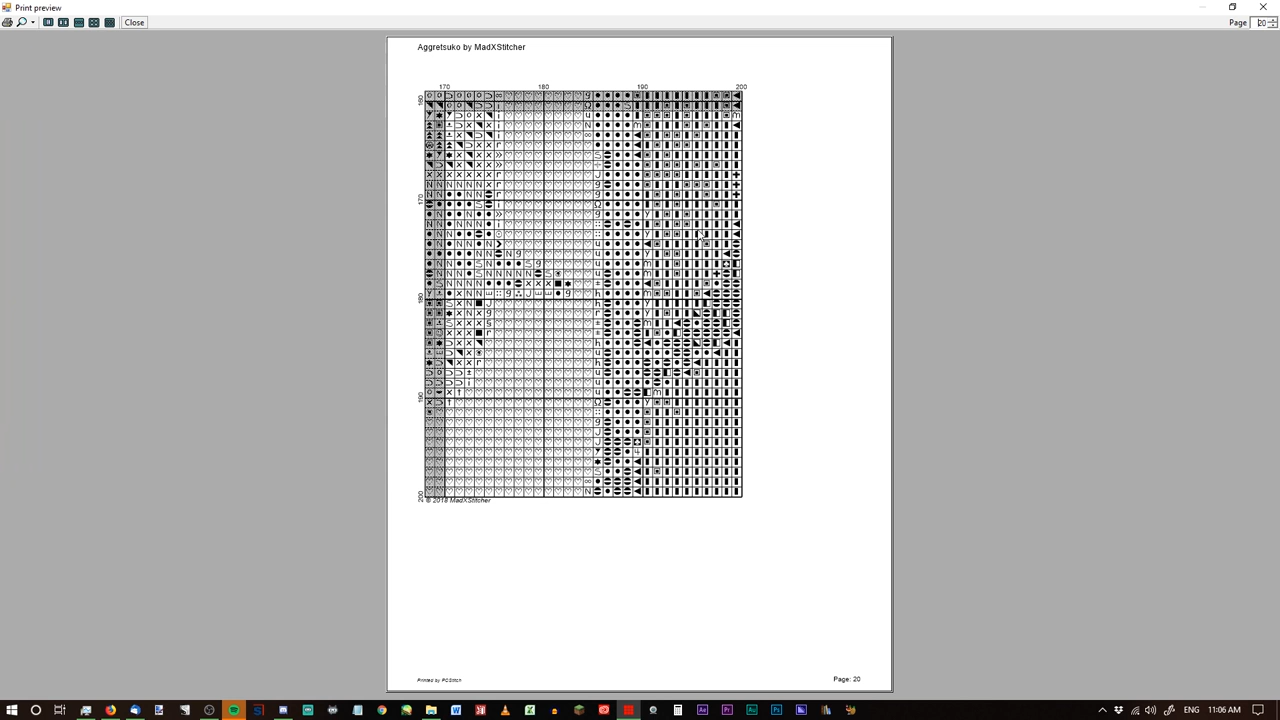 Print preview
Close
Page 20
Aggretsuko by MadXStitcher
170 180 190 200
160
170
180
190
200
© 2018 MadXStitcher
Printed by PCStitch
Page: 20
11:06 AM